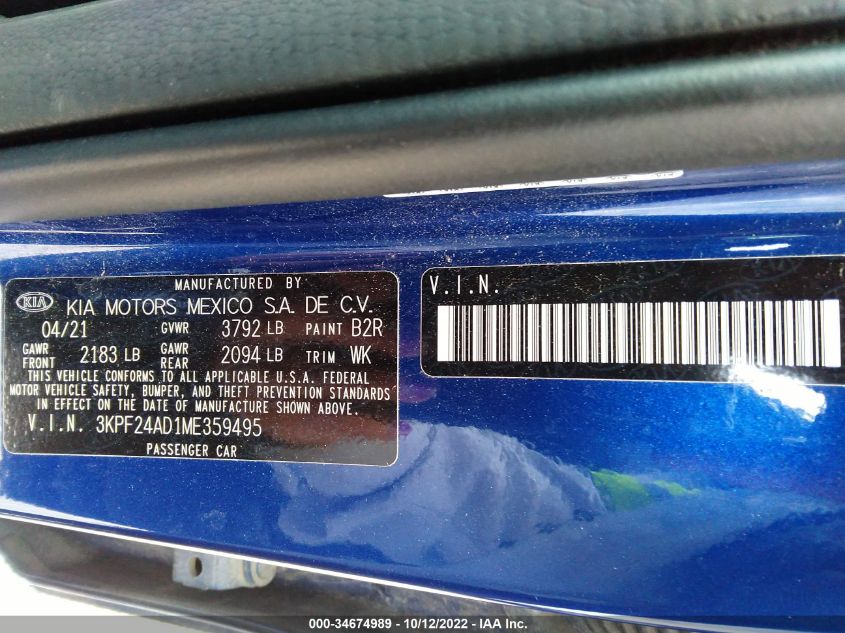 MANUFACTURED BY
KIA KIA MOTORS MEXICO S.A. DE C.V.
04/21 GVWR 3792 LB PAINT B2R
GAWR FRONT 2183 LB GAWR REAR 2094 LB TRIM WK
THIS VEHICLE CONFORMS TO ALL APPLICABLE U.S.A. FEDERAL
MOTOR VEHICLE SAFETY, BUMPER, AND THEFT PREVENTION STANDARDS
IN EFFECT ON THE DATE OF MANUFACTURE SHOWN ABOVE.
V.I.N. 3KPF24AD1ME359495
PASSENGER CAR
V.I.N.
000-34674989 - 10/12/2022 - IAA Inc.